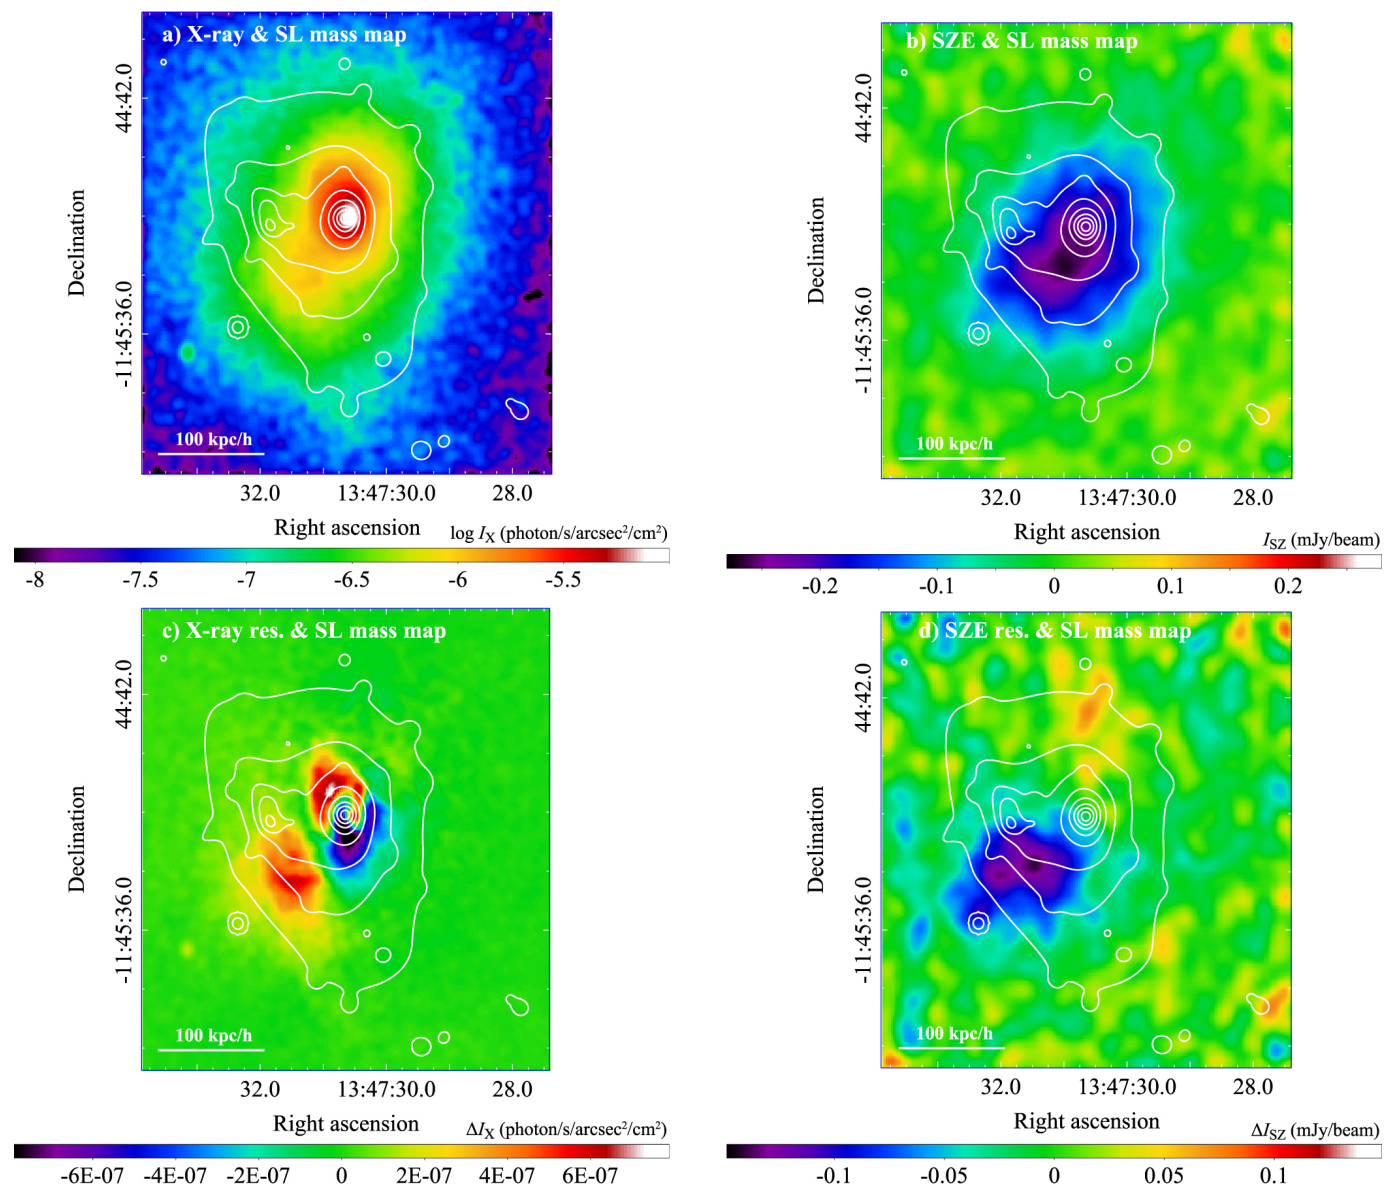 a) X-ray & SL mass map
44:42.0
Declination
-11:45:36.0
100 kpc/h
32.0 13:47:30.0 28.0
Right ascension
log I_X (photon/s/arcsec²/cm²)
-8 -7.5 -7 -6.5 -6 -5.5
b) SZE & SL mass map
44:42.0
Declination
-11:45:36.0
100 kpc/h
32.0 13:47:30.0 28.0
Right ascension
I_SZ (mJy/beam)
-0.2 -0.1 0 0.1 0.2
c) X-ray res. & SL mass map
44:42.0
Declination
-11:45:36.0
100 kpc/h
32.0 13:47:30.0 28.0
Right ascension
ΔI_X (photon/s/arcsec²/cm²)
-6E-07 -4E-07 -2E-07 0 2E-07 4E-07 6E-07
d) SZE res. & SL mass map
44:42.0
Declination
-11:45:36.0
100 kpc/h
32.0 13:47:30.0 28.0
Right ascension
ΔI_SZ (mJy/beam)
-0.1 -0.05 0 0.05 0.1